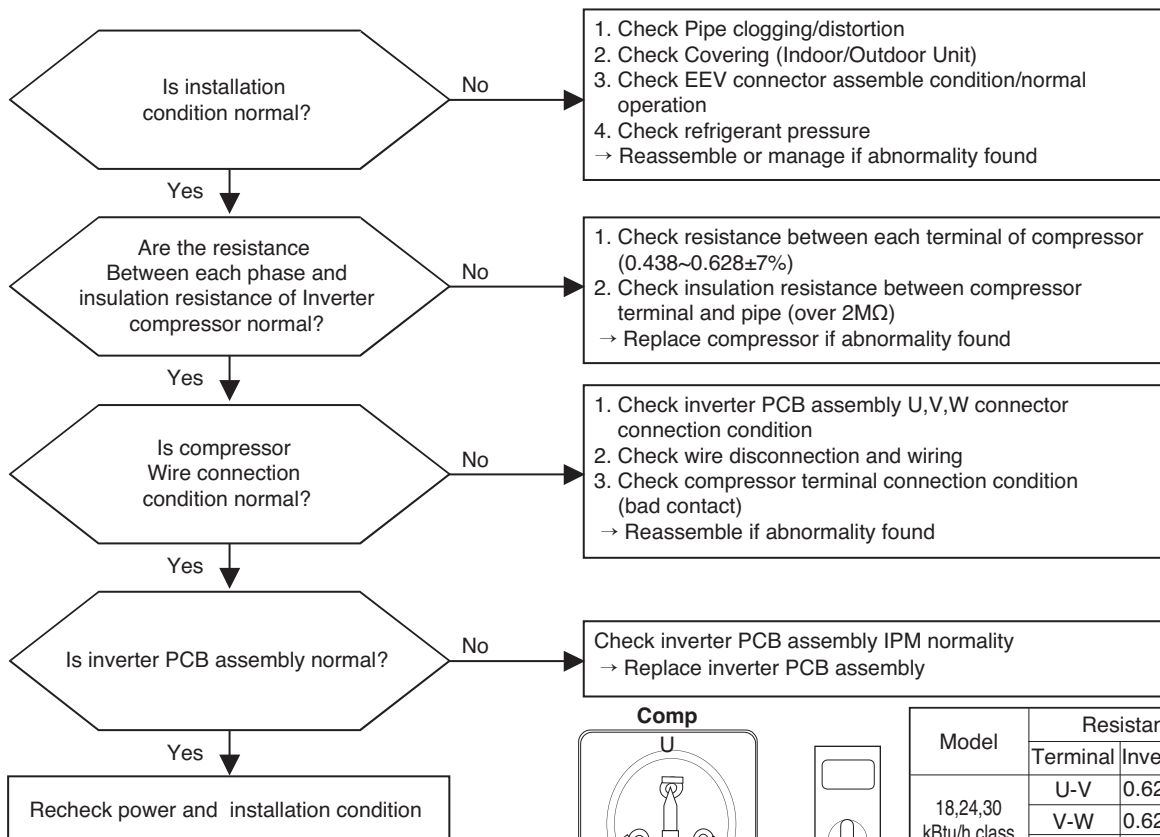 Is installation
condition normal?
No
1. Check Pipe clogging/distortion
2. Check Covering (Indoor/Outdoor Unit)
3. Check EEV connector assemble condition/normal
operation
4. Check refrigerant pressure
→ Reassemble or manage if abnormality found
Yes
Are the resistance
Between each phase and
insulation resistance of Inverter
compressor normal?
No
1. Check resistance between each terminal of compressor
(0.438~0.628±7%)
2. Check insulation resistance between compressor
terminal and pipe (over 2MΩ)
→ Replace compressor if abnormality found
Yes
Is compressor
Wire connection
condition normal?
No
1. Check inverter PCB assembly U,V,W connector
connection condition
2. Check wire disconnection and wiring
3. Check compressor terminal connection condition
(bad contact)
→ Reassemble if abnormality found
Yes
Is inverter PCB assembly normal?
No
Check inverter PCB assembly IPM normality
→ Replace inverter PCB assembly
Yes
Recheck power and installation condition
Comp
U
Model
Terminal
U-V
18,24,30
kBtu/h class
V-W